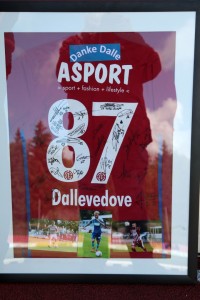 Danke Dalle
ASPORT
• sport • fashion • lifestyle •
87
Dallevedove